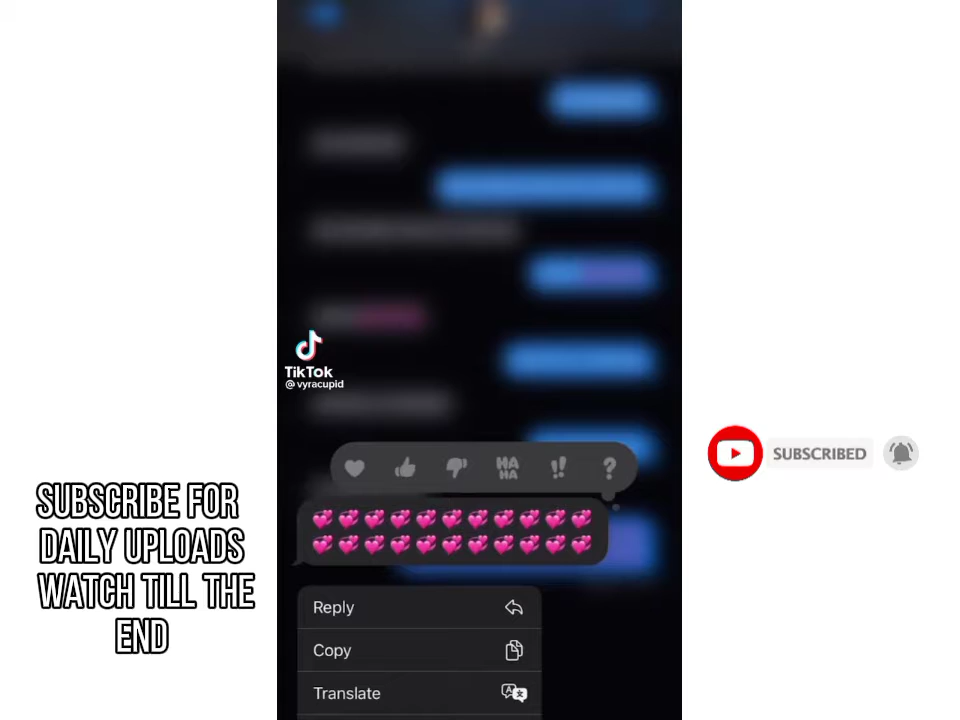 TikTok
@vyracupid
HA
HA
!!
?
💞💞💞💞💞💞💞💞💞💞💞
💞💞💞💞💞💞💞💞💞💞💞
Reply
Copy
Translate
SUBSCRIBE FOR
DAILY UPLOADS
WATCH TILL THE
END
SUBSCRIBED